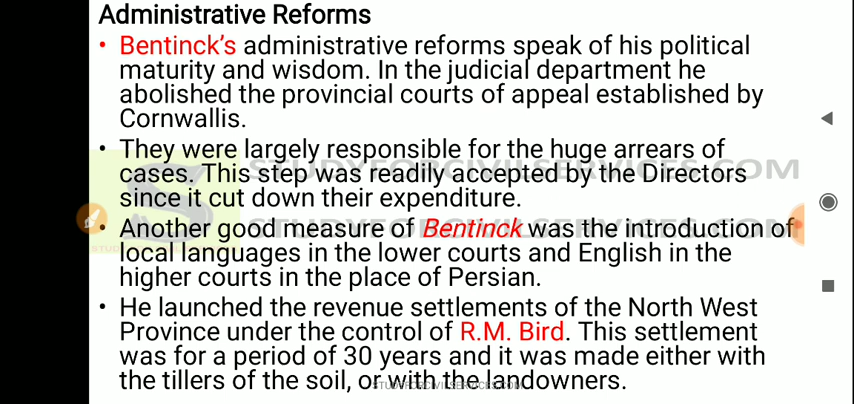 Administrative Reforms
• Bentinck's administrative reforms speak of his political
maturity and wisdom. In the judicial department he
abolished the provincial courts of appeal established by
Cornwallis.
• They were largely responsible for the huge arrears of
STUDYFORCIVILSERVICES.COM
cases. This step was readily accepted by the Directors
since it cut down their expenditure.
• Another good measure of Bentinck was the introduction of
STUDYFORCIVILSERVICES.COM
local languages in the lower courts and English in the
higher courts in the place of Persian.
• He launched the revenue settlements of the North West
Province under the control of R.M. Bird. This settlement
was for a period of 30 years and it was made either with
the tillers of the soil, or with the landowners.
STUDYFORCIVILSERVICES.COM